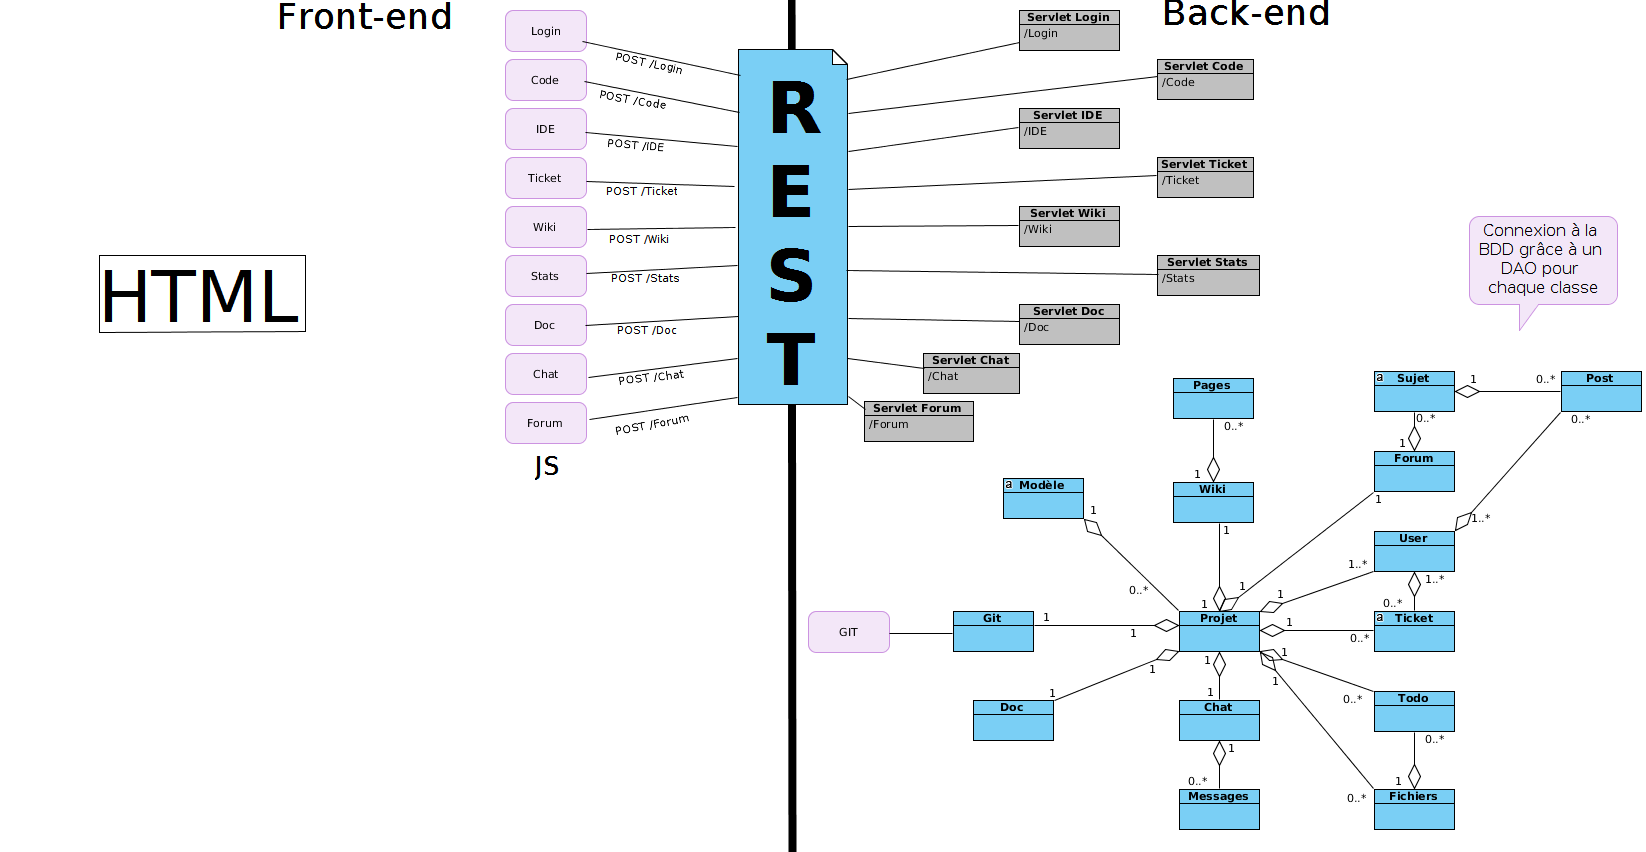 Front-end
Back-end
HTML
Login
Code
IDE
Ticket
Wiki
Stats
Doc
Chat
Forum
JS
POST /Login
POST /Code
POST /IDE
POST /Ticket
POST /Wiki
POST /Stats
POST /Doc
POST /Chat
POST /Forum
R
E
S
T
Servlet Login
/Login
Servlet Code
/Code
Servlet IDE
/IDE
Servlet Ticket
/Ticket
Servlet Wiki
/Wiki
Servlet Stats
/Stats
Servlet Doc
/Doc
Servlet Chat
/Chat
Servlet Forum
/Forum
Connexion à la
BDD grâce à un
DAO pour
chaque classe
Pages
0..*
1
Wiki
1
1
a Modèle
1
0..*
a Sujet
1
0..*
Post
0..*
0..*
1
Forum
1
1
1..*
User
1..*
1
1..*
0..*
GIT
Git
1
1
Projet
1
0..*
a Ticket
1
1
Doc
1
1
Chat
1
0..*
Messages
1
0..*
Todo
0..*
1
1
0..*
Fichiers